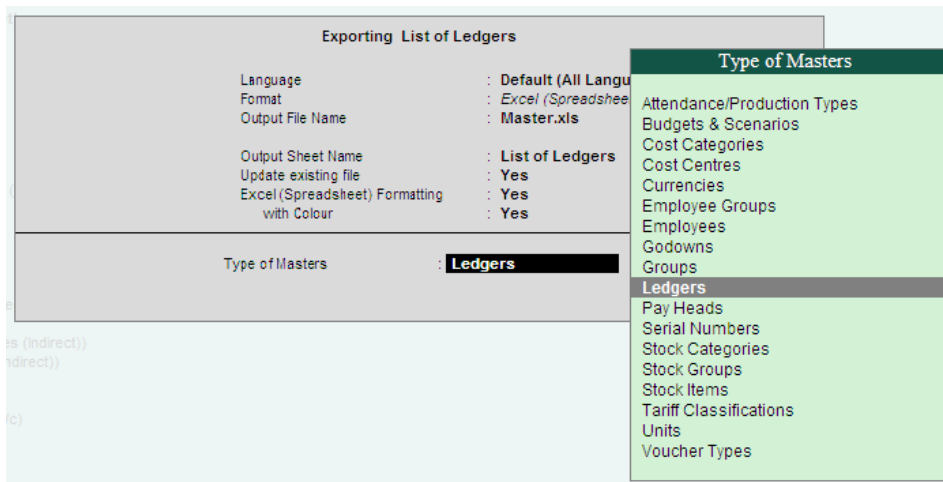 Exporting List of Ledgers
Language : Default (All Langu
Format : Excel (Spreadshee
Output File Name : Master.xls
Output Sheet Name : List of Ledgers
Update existing file : Yes
Excel (Spreadsheet) Formatting : Yes
with Colour : Yes
Type of Masters : Ledgers
Type of Masters
Attendance/Production Types
Budgets & Scenarios
Cost Categories
Cost Centres
Currencies
Employee Groups
Employees
Godowns
Groups
Ledgers
Pay Heads
Serial Numbers
Stock Categories
Stock Groups
Stock Items
Tariff Classifications
Units
Voucher Types
es (Indirect))
ndirect))
/c)